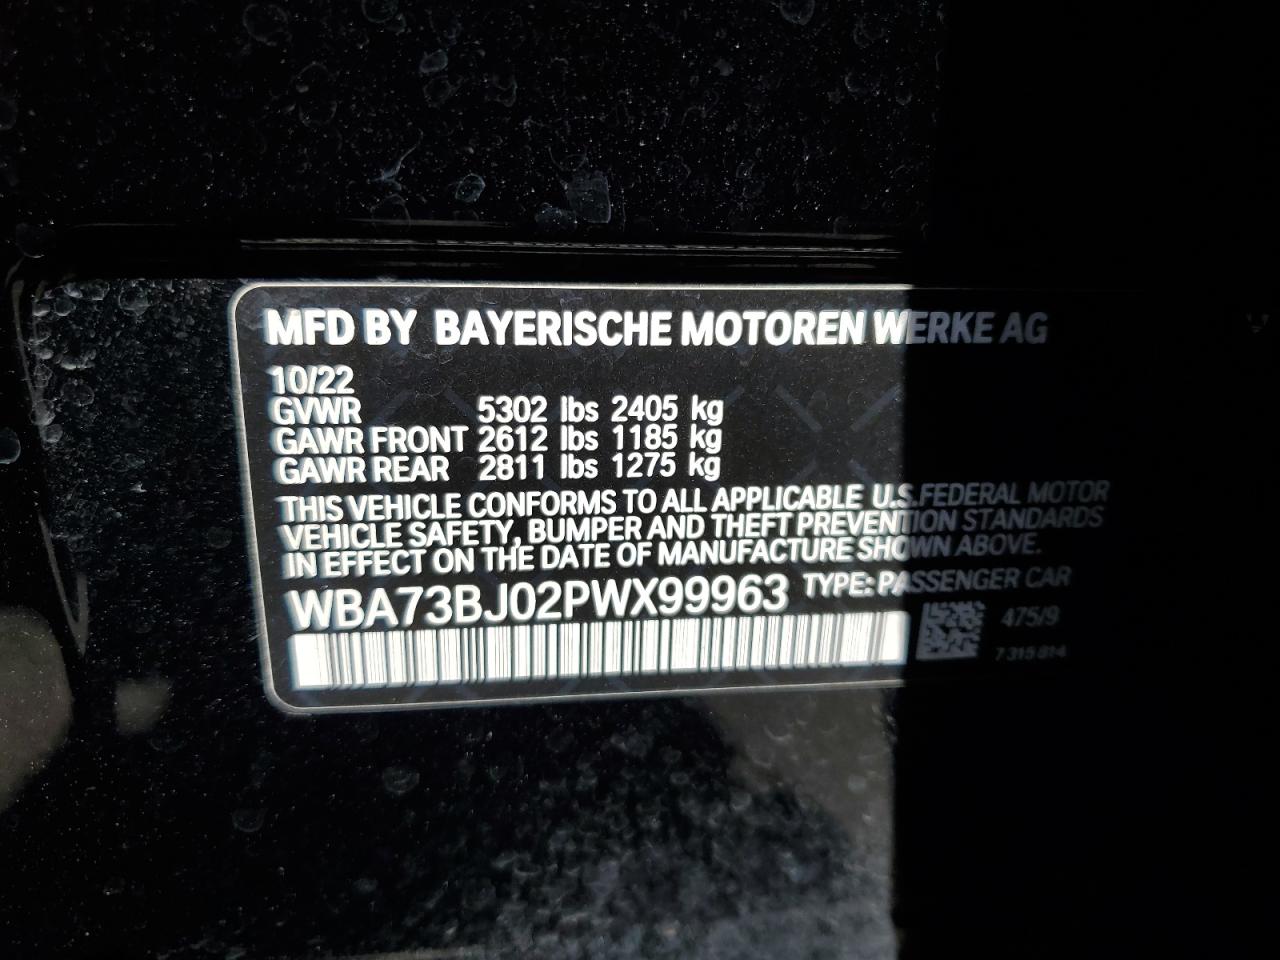 MFD BY BAYERISCHE MOTOREN WERKE AG
10/22
GVWR 5302 lbs 2405 kg
GAWR FRONT 2612 lbs 1185 kg
GAWR REAR 2811 lbs 1275 kg
THIS VEHICLE CONFORMS TO ALL APPLICABLE U.S.FEDERAL MOTOR
VEHICLE SAFETY, BUMPER AND THEFT PREVENTION STANDARDS
IN EFFECT ON THE DATE OF MANUFACTURE SHOWN ABOVE.
WBA73BJ02PWX99963 TYPE: PASSENGER CAR
475/9
7 315 814